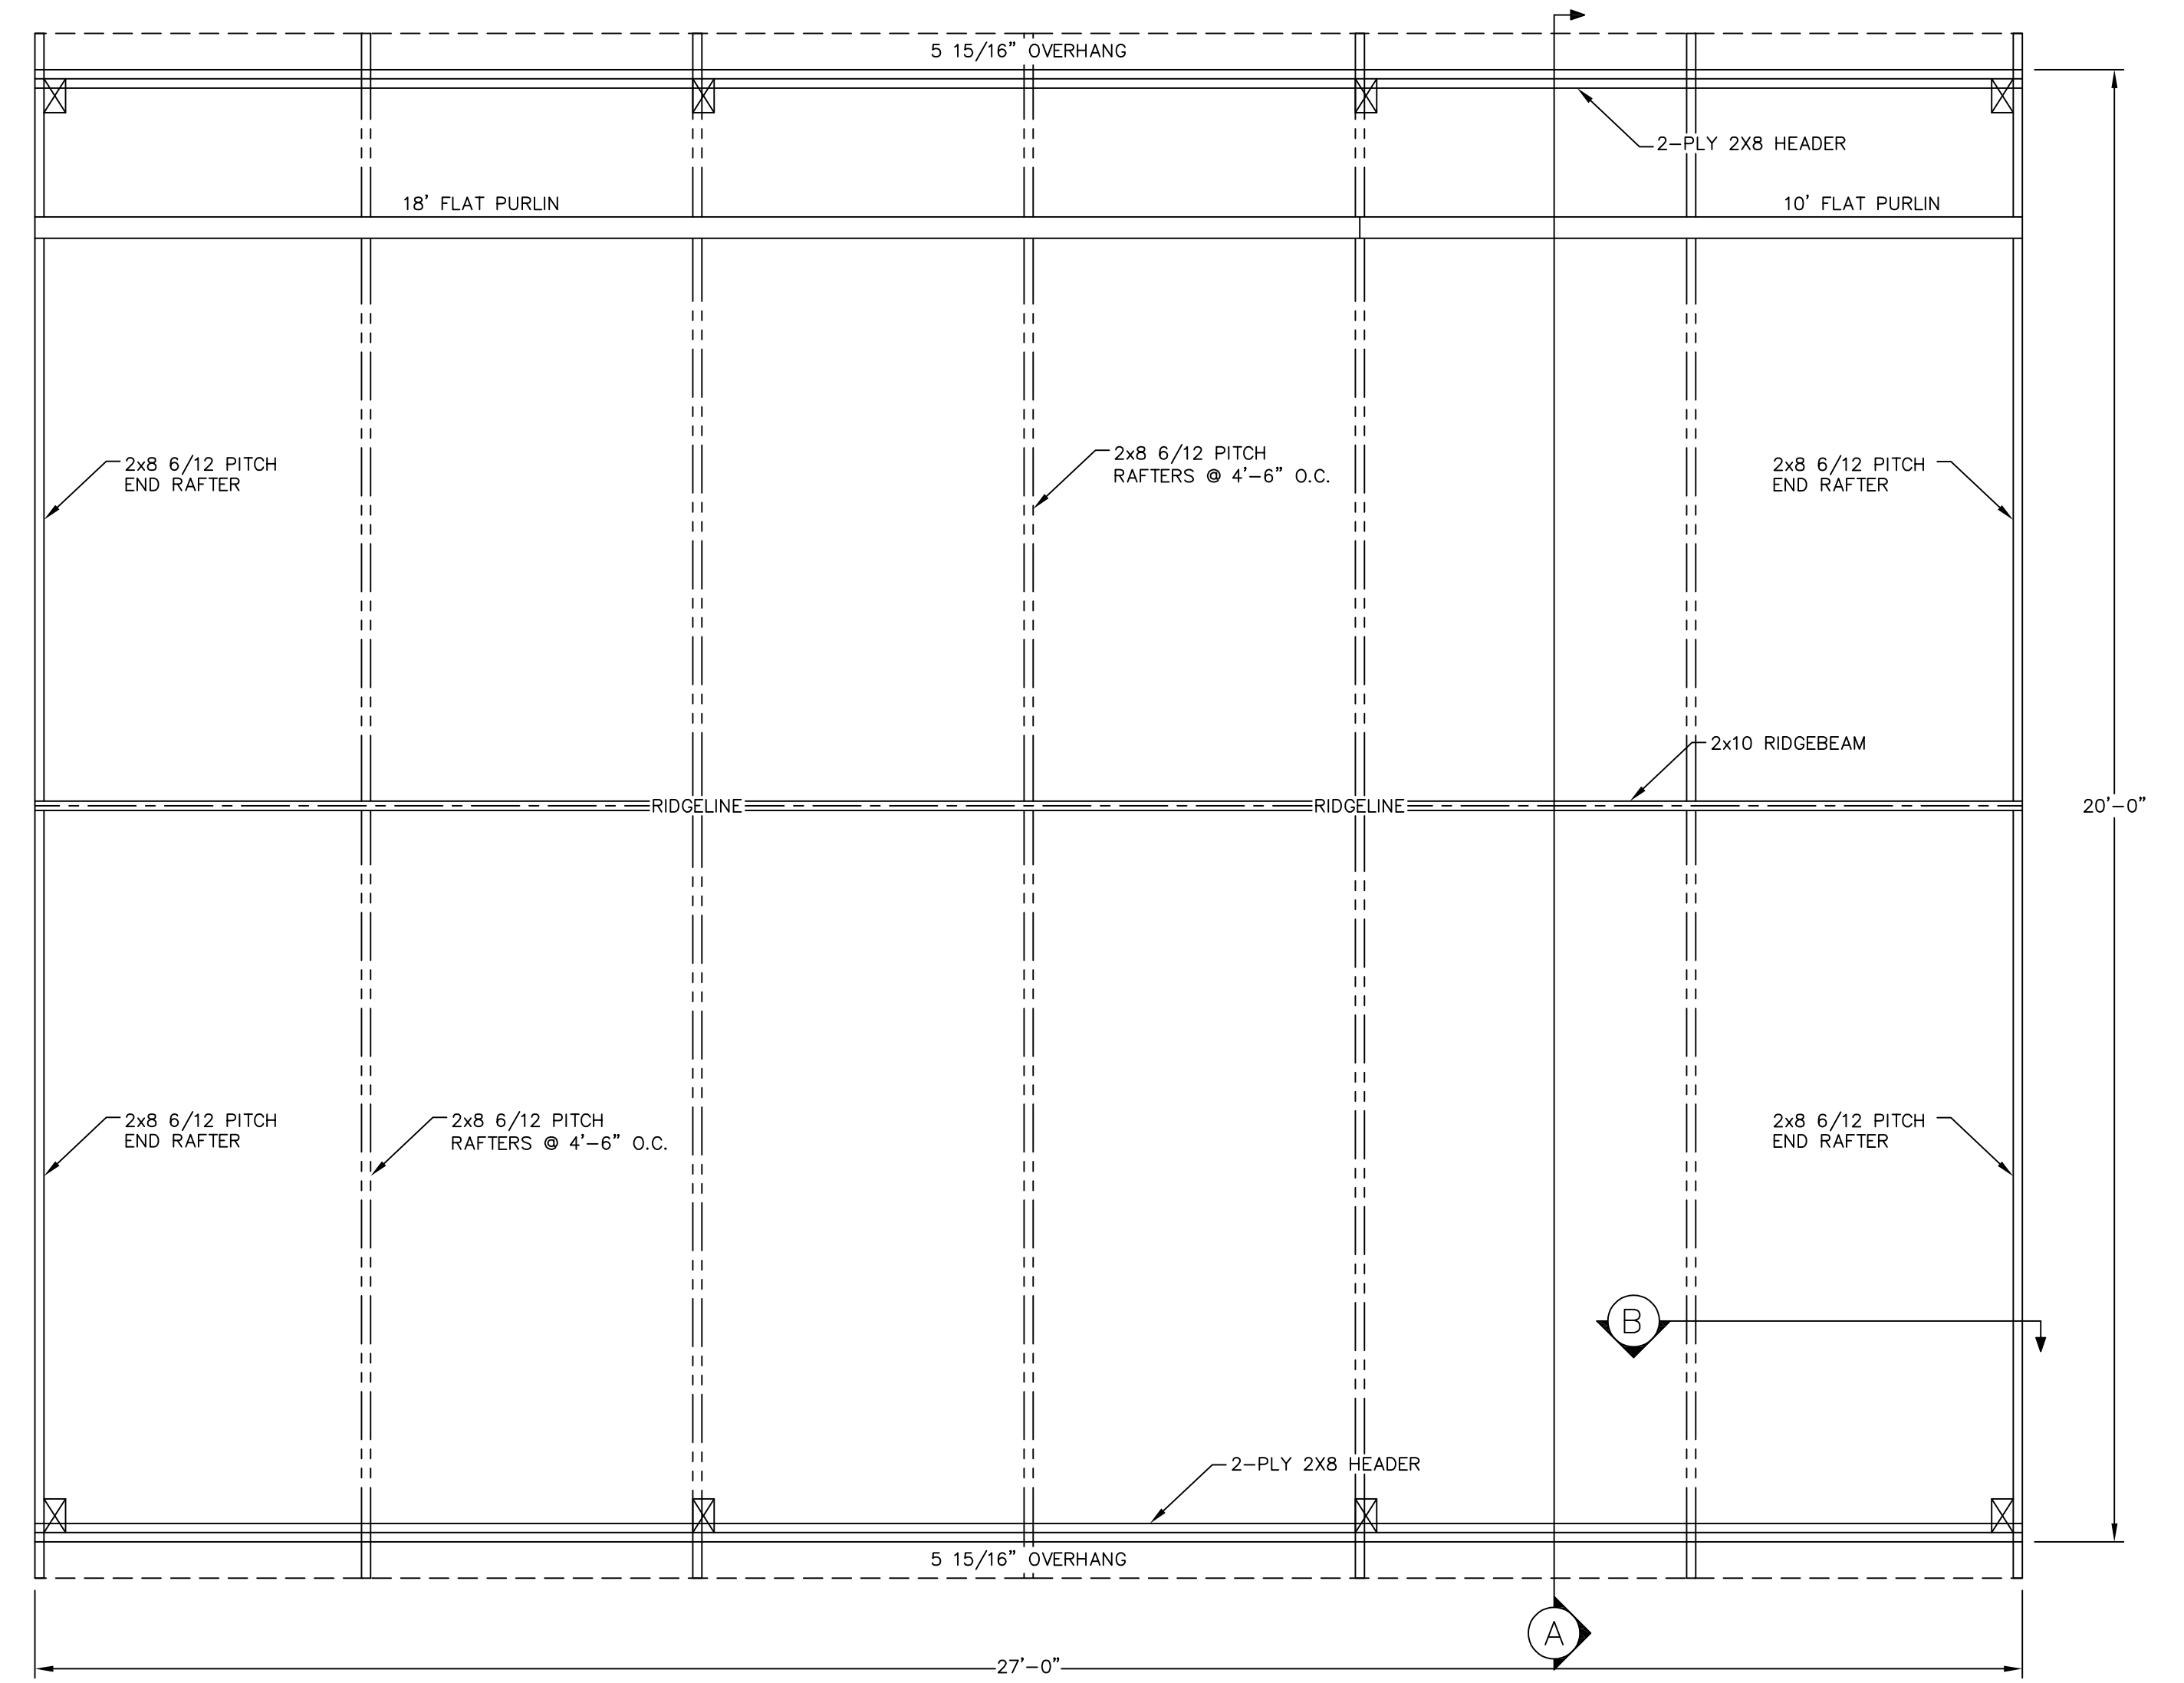 5 15/16” OVERHANG
2-PLY 2X8 HEADER
18' FLAT PURLIN
10' FLAT PURLIN
2x8 6/12 PITCH
END RAFTER
2x8 6/12 PITCH
RAFTERS @ 4'-6” O.C.
2x8 6/12 PITCH
END RAFTER
2x10 RIDGEBEAM
RIDGELINE
RIDGELINE
20'-0”
2x8 6/12 PITCH
END RAFTER
2x8 6/12 PITCH
RAFTERS @ 4'-6” O.C.
2x8 6/12 PITCH
END RAFTER
B
2-PLY 2X8 HEADER
5 15/16” OVERHANG
A
27'-0”